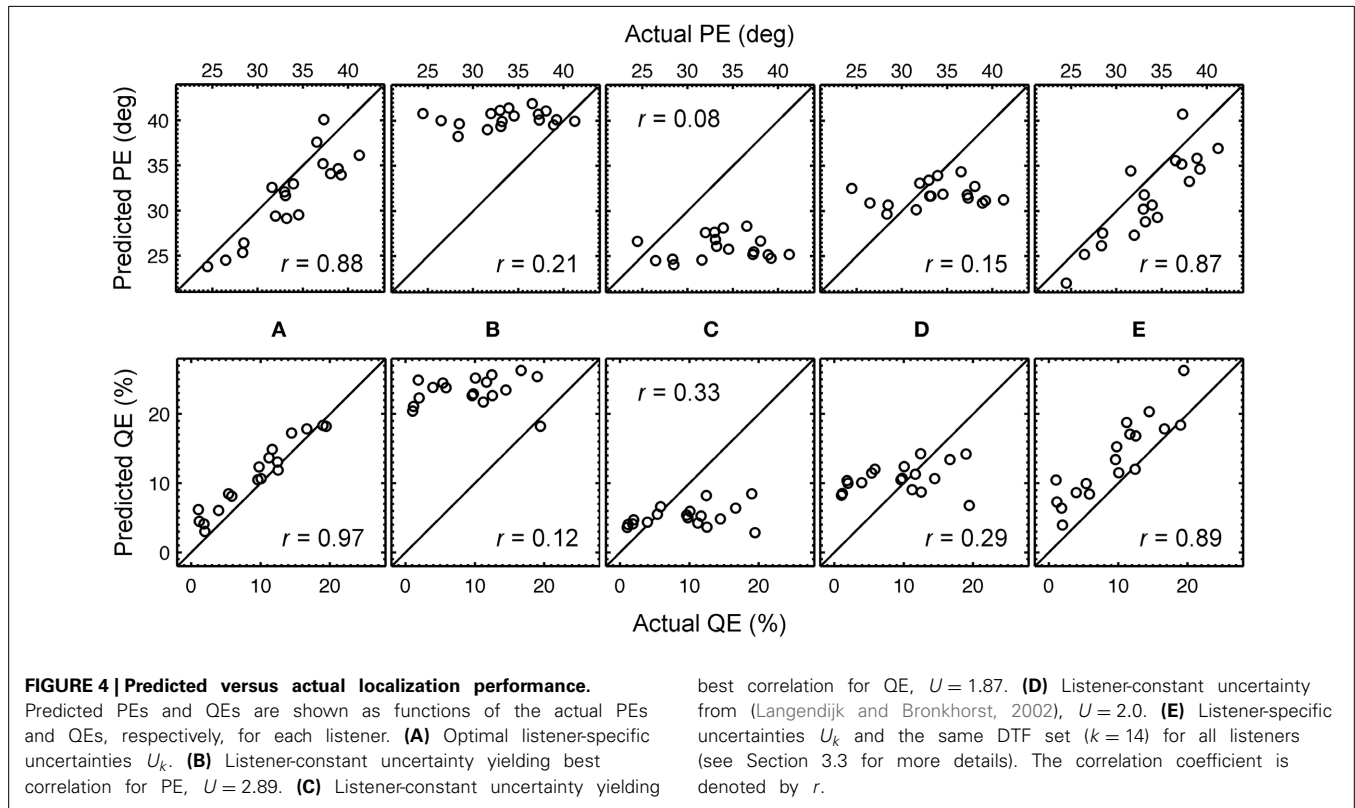 Actual PE (deg)
25 30 35 40 25 30 35 40 25 30 35 40 25 30 35 40 25 30 35 40
Predicted PE (deg)
40
35
30
25
r = 0.88
r = 0.21
r = 0.08
r = 0.15
r = 0.87
A B C D E
Predicted QE (%)
20
10
0
r = 0.97
r = 0.12
r = 0.33
r = 0.29
r = 0.89
0 10 20 0 10 20 0 10 20 0 10 20 0 10 20
Actual QE (%)
FIGURE 4 | Predicted versus actual localization performance.
Predicted PEs and QEs are shown as functions of the actual PEs
and QEs, respectively, for each listener. (A) Optimal listener-specific
uncertainties Uk. (B) Listener-constant uncertainty yielding best
correlation for PE, U = 2.89. (C) Listener-constant uncertainty yielding
best correlation for QE, U = 1.87. (D) Listener-constant uncertainty
from (Langendijk and Bronkhorst, 2002), U = 2.0. (E) Listener-specific
uncertainties Uk and the same DTF set (k = 14) for all listeners
(see Section 3.3 for more details). The correlation coefficient is
denoted by r.